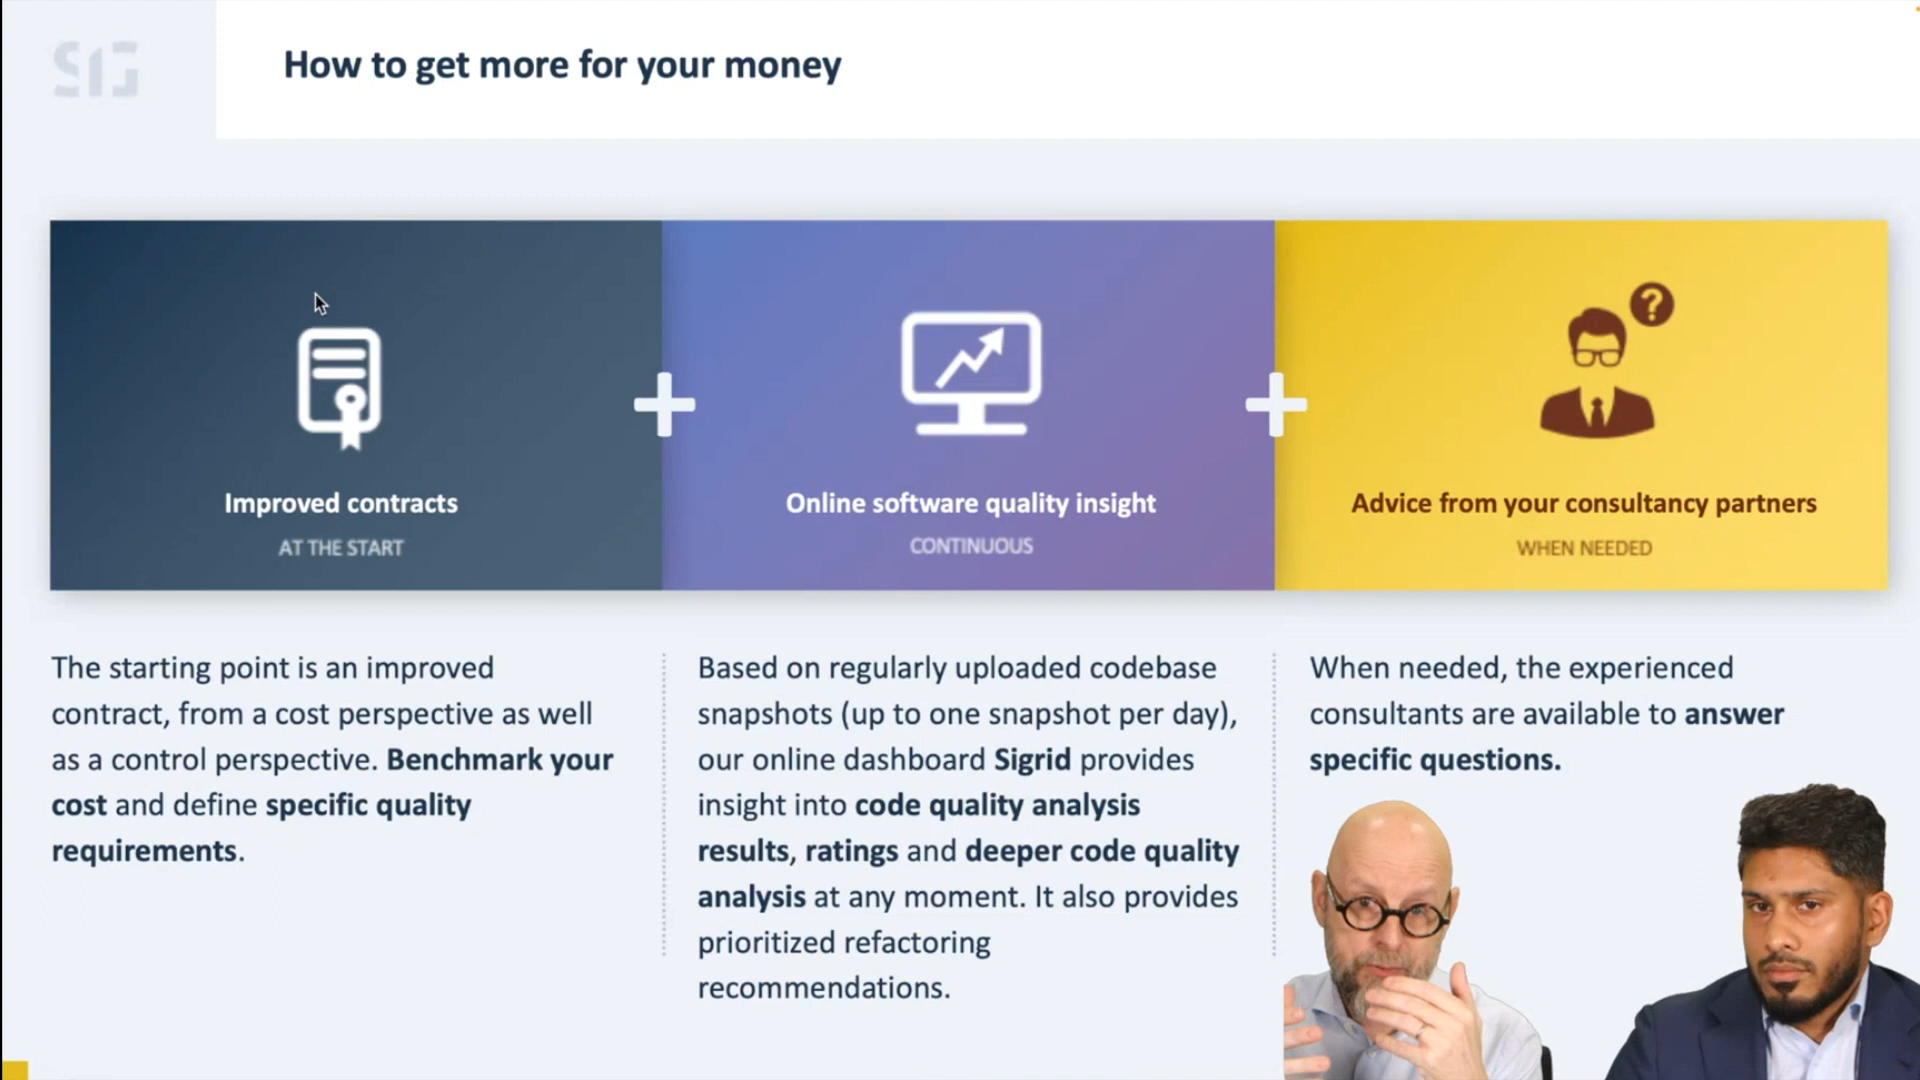 SIG
How to get more for your money
Improved contracts
AT THE START
Online software quality insight
CONTINUOUS
?
Advice from your consultancy partners
WHEN NEEDED
The starting point is an improved
contract, from a cost perspective as well
as a control perspective. Benchmark your
cost and define specific quality
requirements.
Based on regularly uploaded codebase
snapshots (up to one snapshot per day),
our online dashboard Sigrid provides
insight into code quality analysis
results, ratings and deeper code quality
analysis at any moment. It also provides
prioritized refactoring
recommendations.
When needed, the experienced
consultants are available to answer
specific questions.